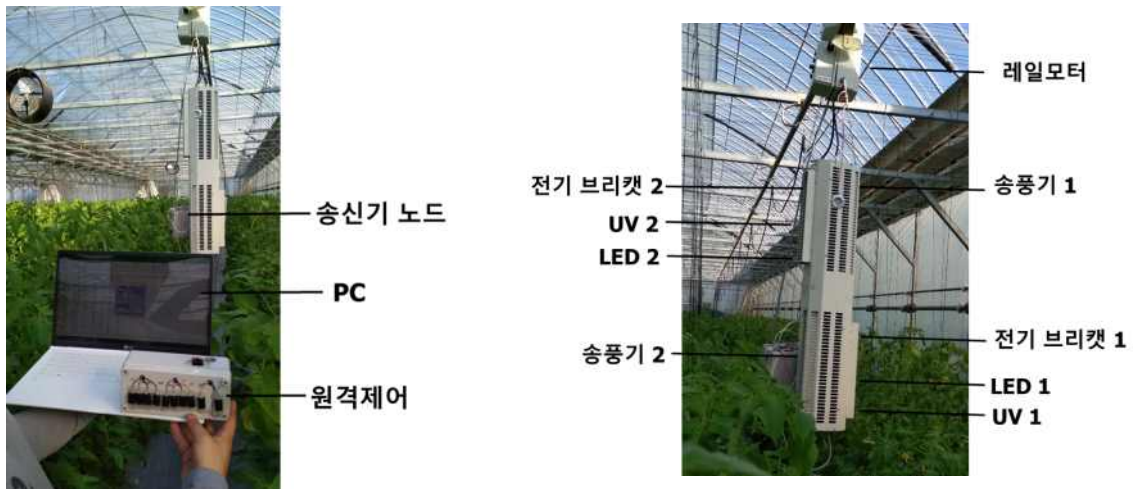 송신기 노드
PC
원격제어
레일모터
전기 브리캣 2
송풍기 1
UV 2
LED 2
송풍기 2
전기 브리캣 1
LED 1
UV 1